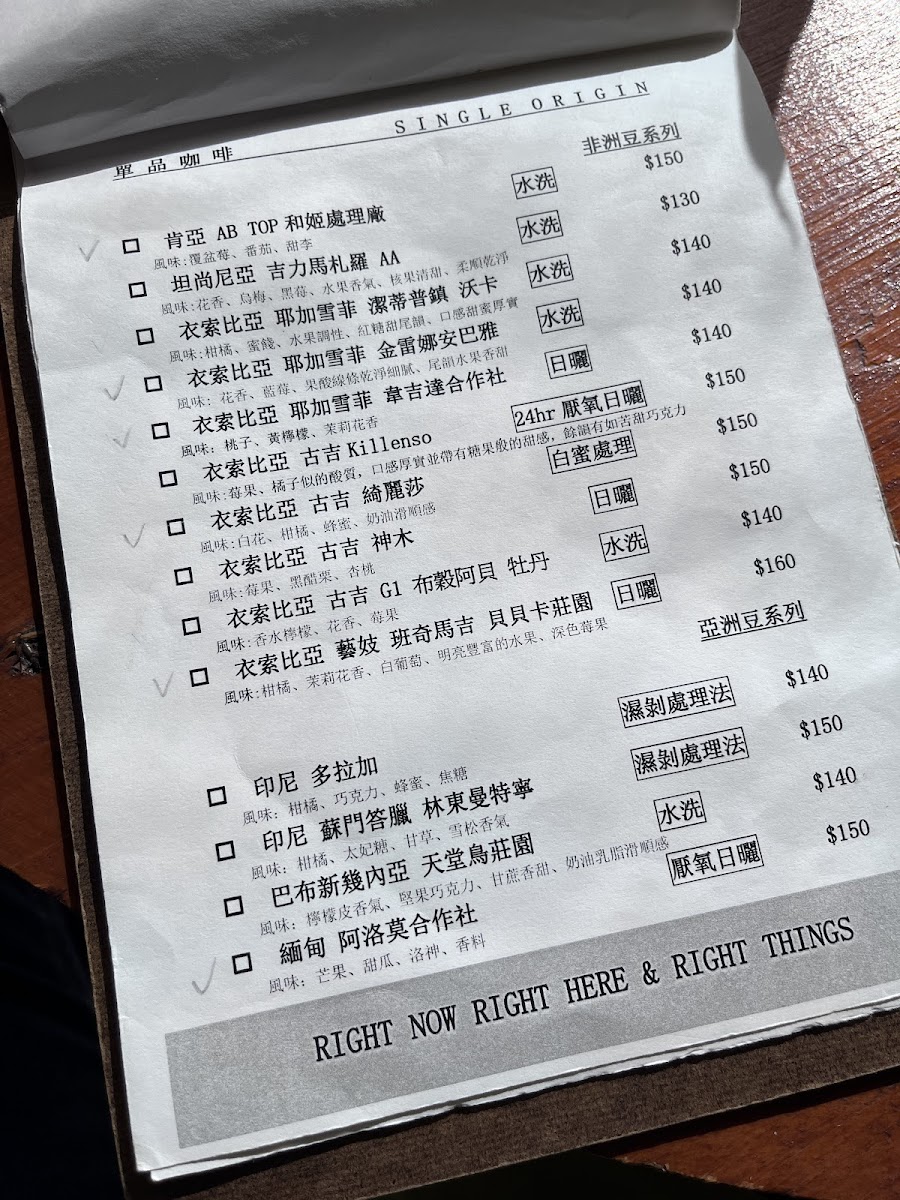 單品咖啡 SINGLE ORIGIN
非洲豆系列
肯亞 AB TOP 和姬處理廠 水洗 $150
風味:覆盆莓、番茄、甜李
坦尚尼亞 吉力馬札羅 AA 水洗 $130
風味:花香、烏梅、黑莓、水果香氣、核果清甜、柔順乾淨
衣索比亞 耶加雪菲 潔蒂普鎮 沃卡 水洗 $140
風味:柑橘、蜜餞、水果調性、紅糖甜尾韻、口感甜蜜厚實
衣索比亞 耶加雪菲 金雷娜安巴雅 水洗 $140
風味: 花香、藍莓、果酸線條乾淨細膩、尾韻水果香甜
衣索比亞 耶加雪菲 韋吉達合作社 日曬 $140
風味: 桃子、黃檸檬、茉莉花香
衣索比亞 古吉 Killenso 24hr 厭氧日曬 $150
風味:莓果、橘子似的酸質，口感厚實並帶有糖果般的甜感，餘韻有如苦甜巧克力
衣索比亞 古吉 綺麗莎 白蜜處理 $150
風味:白花、柑橘、蜂蜜、奶油滑順感
衣索比亞 古吉 神木 日曬 $150
風味:莓果、黑醋栗、杏桃
衣索比亞 古吉 G1 布穀阿貝 牡丹 水洗 $140
風味:香水檸檬、花香、莓果
衣索比亞 藝妓 班奇馬吉 貝貝卡莊園 日曬 $160
風味:柑橘、茉莉花香、白葡萄、明亮豐富的水果、深色莓果
亞洲豆系列
印尼 多拉加 濕剝處理法 $140
風味: 柑橘、巧克力、蜂蜜、焦糖
印尼 蘇門答臘 林東曼特寧 濕剝處理法 $150
風味: 柑橘、太妃糖、甘草、雪松香氣
巴布新幾內亞 天堂鳥莊園 水洗 $140
風味: 檸檬皮香氣、堅果巧克力、甘蔗香甜、奶油乳脂滑順感
緬甸 阿洛莫合作社 厭氧日曬 $150
風味: 芒果、甜瓜、洛神、香料
RIGHT NOW RIGHT HERE & RIGHT THINGS